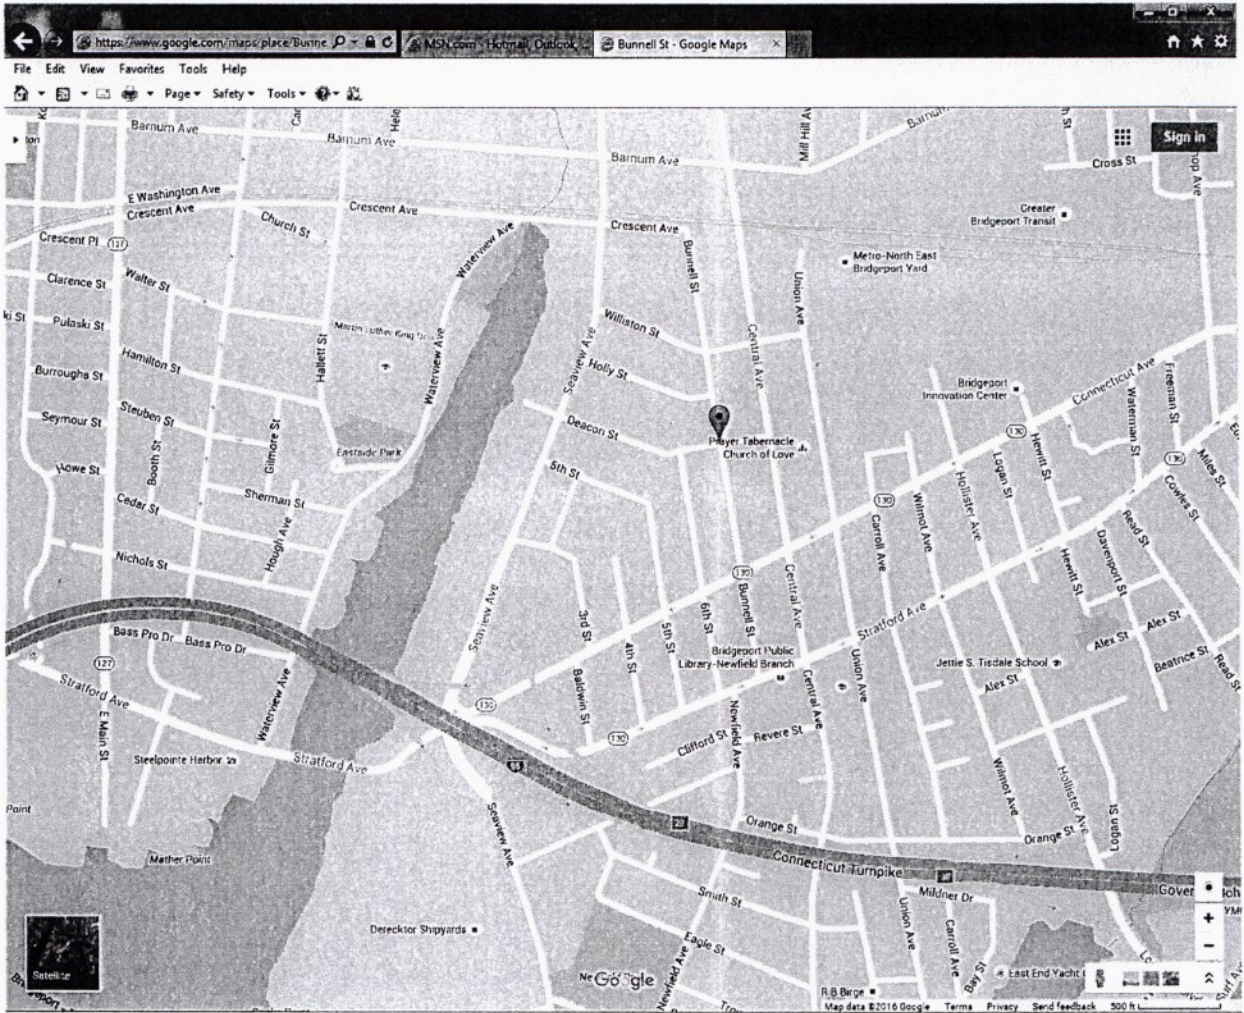 https://www.google.com/maps/place/Bunne
MSN.com - Hotmail, Outlook,
Bunnell St - Google Maps
File Edit View Favorites Tools Help
Page Safety Tools
Sign in
Barnum Ave
Barnum Ave
Barnum Ave
Mill Hill Av
Cross St
E Washington Ave
Crescent Ave
Crescent Ave
Crescent Ave
Church St
Greater
Bridgeport Transit
Crescent Pl
127
Waterview Ave
Bunnell St
Metro-North East
Bridgeport Yard
Clarence St
Walter St
Union Ave
Pulaski St
Martin Luther King Dr
Williston St
Central Ave
Hallett St
Waterview Ave
Seaview Ave
Hamilton St
Burroughs St
Holly St
Bridgeport
Innovation Center
Connecticut Ave
Freeman St
Waterman St
Seymour St
Steuben St
Gilmore St
Booth St
Eastside Park
Deacon St
Prayer Tabernacle
Church of Love
130
Hewitt St
Logan St
130
Miles St
Cowles St
Howe St
5th St
Sherman St
Cedar St
Hough Ave
130
Carroll Ave
Wilmot Ave
Hollister Ave
Read St
Davenport St
Hewitt St
Nichols St
130
Bunnell St
Central Ave
Seaview Ave
3rd St
4th St
5th St
6th St
Stratford Ave
Bass Pro Dr
Bass Pro Dr
Bridgeport Public
Library-Newfield Branch
Union Ave
Jettie S. Tisdale School
Alex St
Alex St
Alex St
Beatrice St
Read St
127
Stratford Ave
E Main St
Waterview Ave
130
Baldwin St
130
Newfield Ave
Central Ave
Clifford St
Revere St
Steelpointe Harbor
Stratford Ave
95
Wilmot Ave
Hollister Ave
Logan St
Point
Mather Point
Seaview Ave
Orange St
Orange St
Connecticut Turnpike
Smith St
Mildner Dr
Derecktor Shipyards
Eagle St
Newfield Ave
Union Ave
Carroll Ave
Bay St
East End Yacht
Satellite
Google
R B Birge
Map data ©2016 Google Terms Privacy Send feedback 500 ft